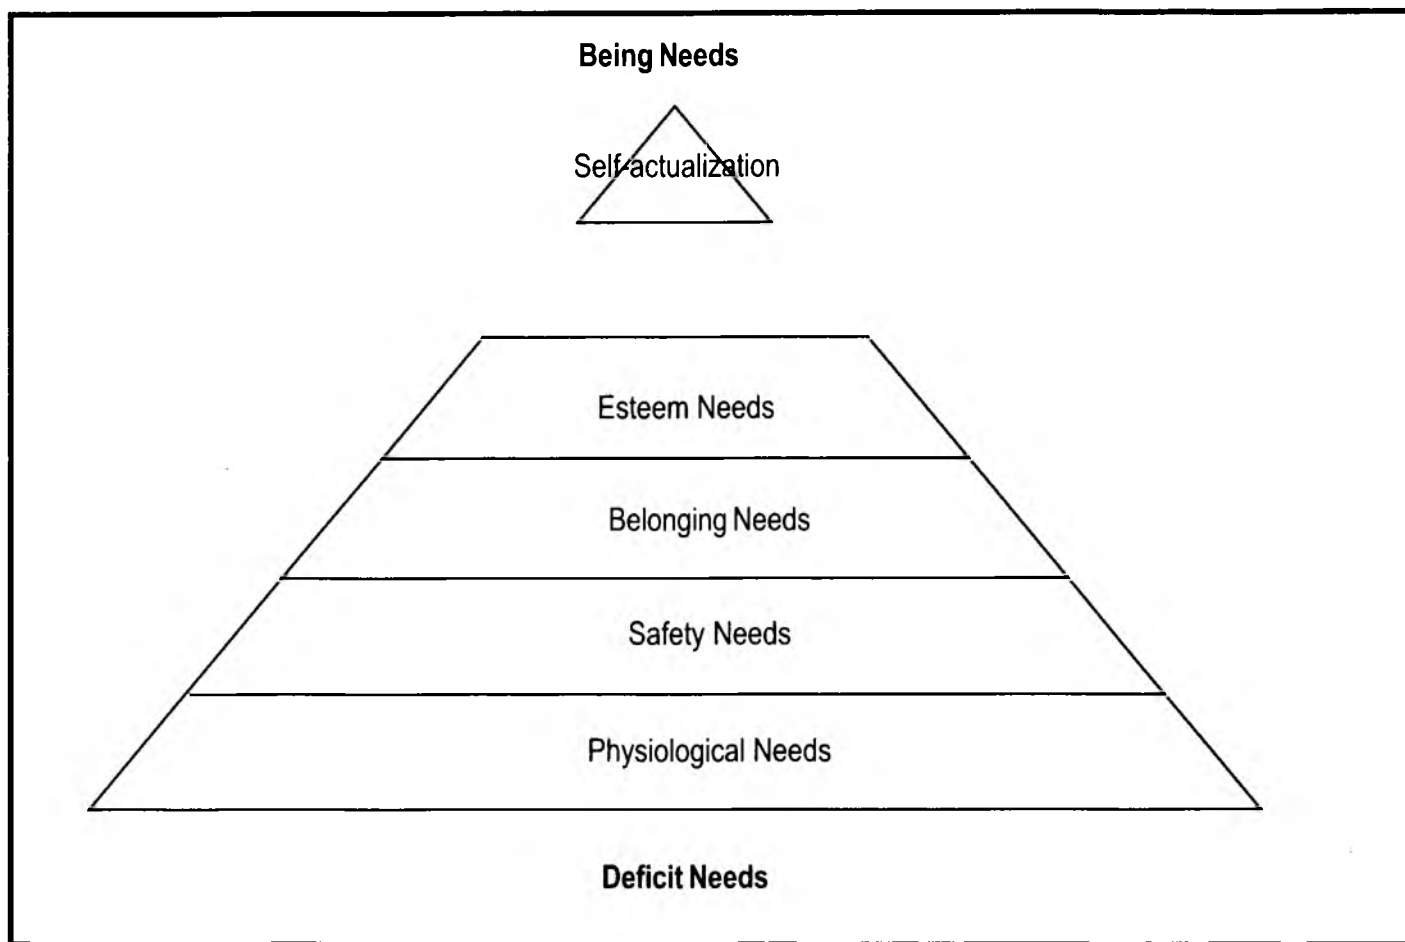 Being Needs
Self-actualization
Esteem Needs
Belonging Needs
Safety Needs
Physiological Needs
Deficit Needs